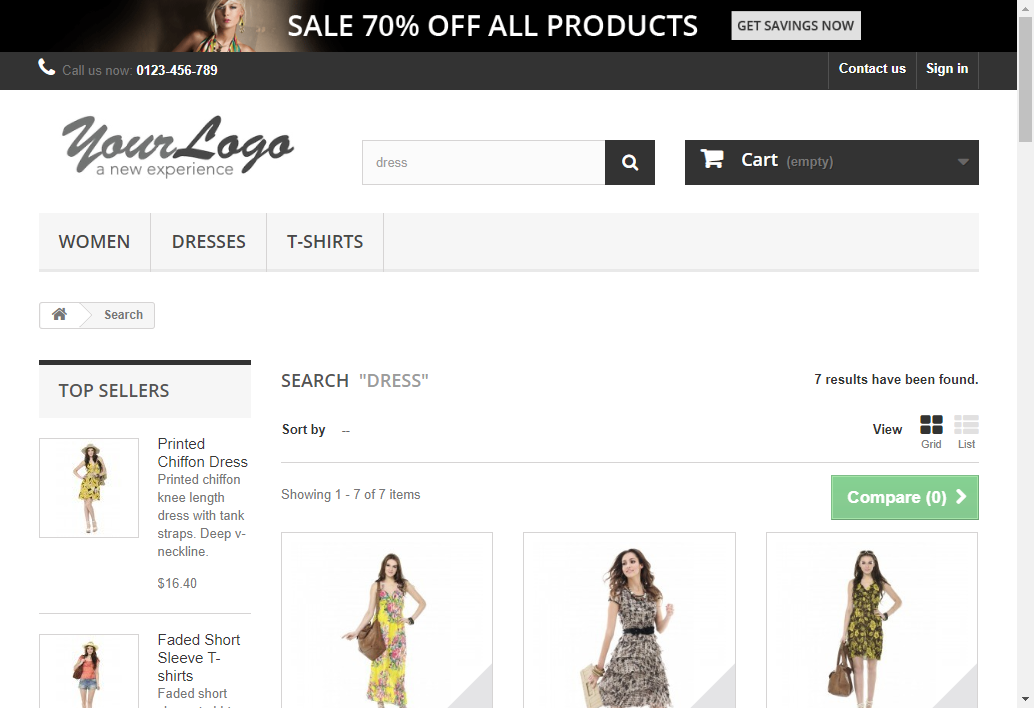 SALE 70% OFF ALL PRODUCTS
GET SAVINGS NOW
Call us now: 0123-456-789
Contact us
Sign in
YourLogo
a new experience
dress
Cart (empty)
WOMEN
DRESSES
T-SHIRTS
Search
TOP SELLERS
Printed
Chiffon Dress
Printed chiffon
knee length
dress with tank
straps. Deep v-
neckline.
$16.40
Faded Short
Sleeve T-
shirts
Faded short
SEARCH "DRESS"
7 results have been found.
Sort by --
View
Grid
List
Showing 1 - 7 of 7 items
Compare (0)